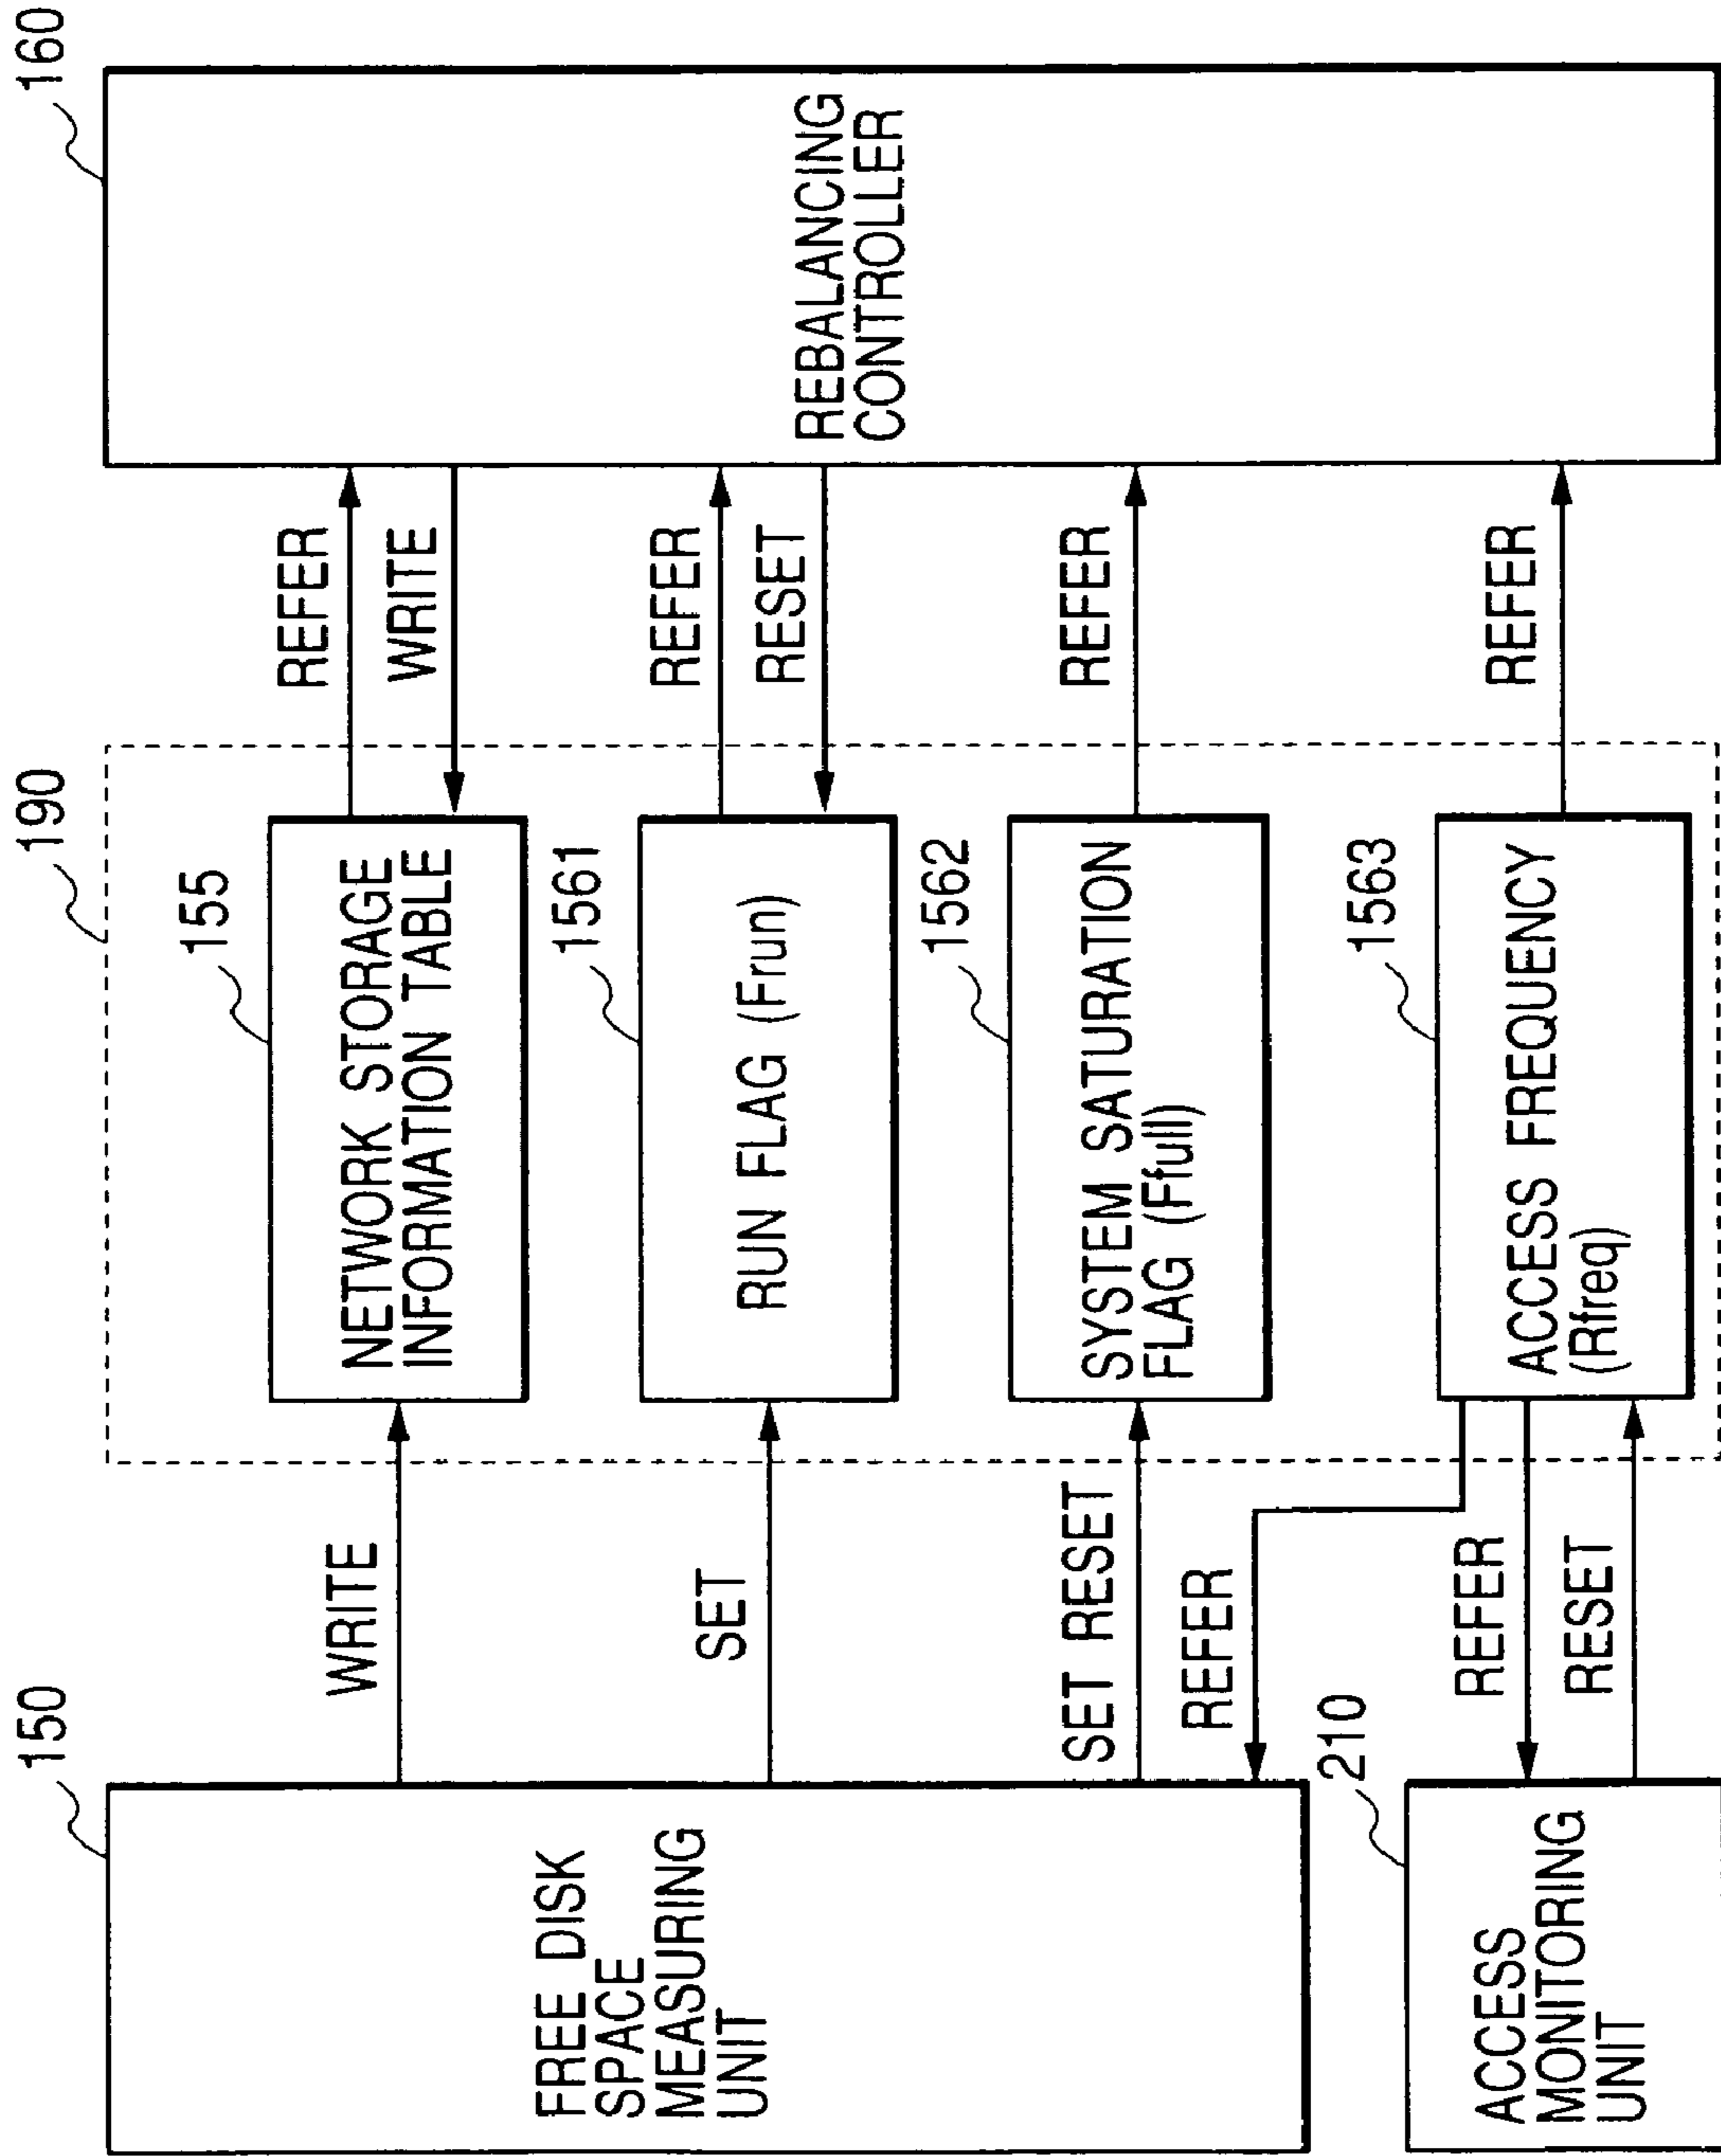 150
FREE DISK
SPACE
MEASURING
UNIT
210
ACCESS
MONITORING
UNIT
WRITE
SET
SET RESET
REFER
REFER
RESET
190
155
NETWORK STORAGE
INFORMATION TABLE
1561
RUN FLAG (Frun)
1562
SYSTEM SATURATION
FLAG (Ffull)
1563
ACCESS FREQUENCY
(Rfreq)
REFER
WRITE
REFER
RESET
REFER
REFER
160
REBALANCING
CONTROLLER